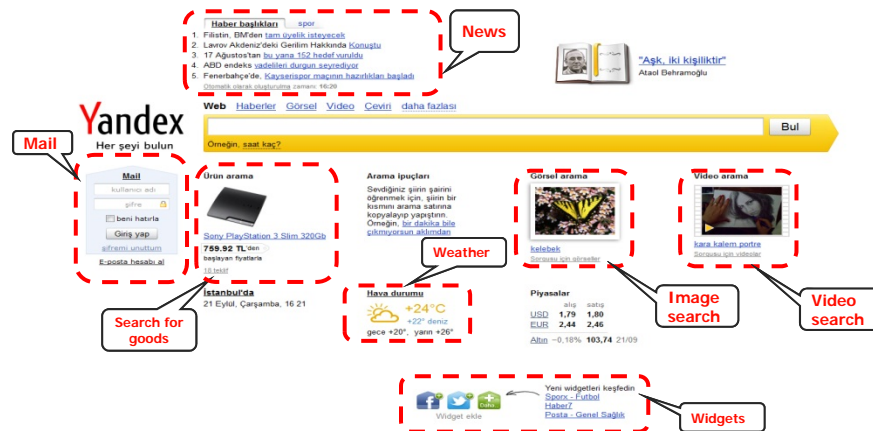 Haber başlıkları spor
1. Filistin, BM'den tam üyelik isteyecek
2. Lavrov Akdeniz'deki Gerilim Hakkında Konuştu
3. 17 Ağustos'tan bu yana 152 hedef vuruldu
4. ABD endeks vadelileri durgun seyrediyor
5. Fenerbahçe'de, Kayserispor maçının hazırlıkları başladı
Otomatik olarak oluşturulma zamanı: 16:20
News
"Aşk, iki kişiliktir"
Ataol Behramoğlu
Yandex
Her şeyi bulun
Web Haberler Görsel Video Çeviri daha fazlası
Bul
Örneğin, saat kaç?
Mail
Mail
kullanıcı adı
şifre
beni hatırla
Giriş yap
şifremi unuttum
E-posta hesabı al
Ürün arama
Sony PlayStation 3 Slim 320Gb
759.92 TL'den
başlayan fiyatlarla
18 teklif
Search for
goods
İstanbul'da
21 Eylül, Çarşamba, 16 21
Arama ipuçları
Sevdiğiniz şiirin şairini
öğrenmek için, şiirin bir
kısmını arama satırına
kopyalayıp yapıştırın.
Örneğin, bir dakika bile
çıkmıyorsun aklımdan
Weather
Hava durumu
+24°C
+22° deniz
gece +20°, yarın +26°
Görsel arama
kelebek
Sorgusu için görseller
Image
search
Video arama
kara kalem portre
Sorgusu için videolar
Video
search
Piyasalar
alış satış
USD 1,79 1,80
EUR 2,44 2,46
Altın −0,18% 103,74 21/09
Daha
Widget ekle
Yeni widgetleri keşfedin
Sporx - Futbol
Haber7
Posta - Genel Sağlık
Widgets